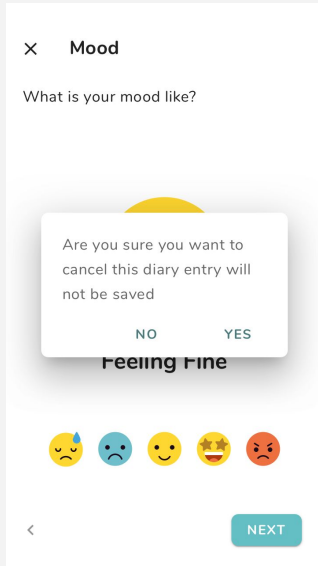 Mood
What is your mood like?
Are you sure you want to
cancel this diary entry will
not be saved
NO YES
Feeling Fine
NEXT